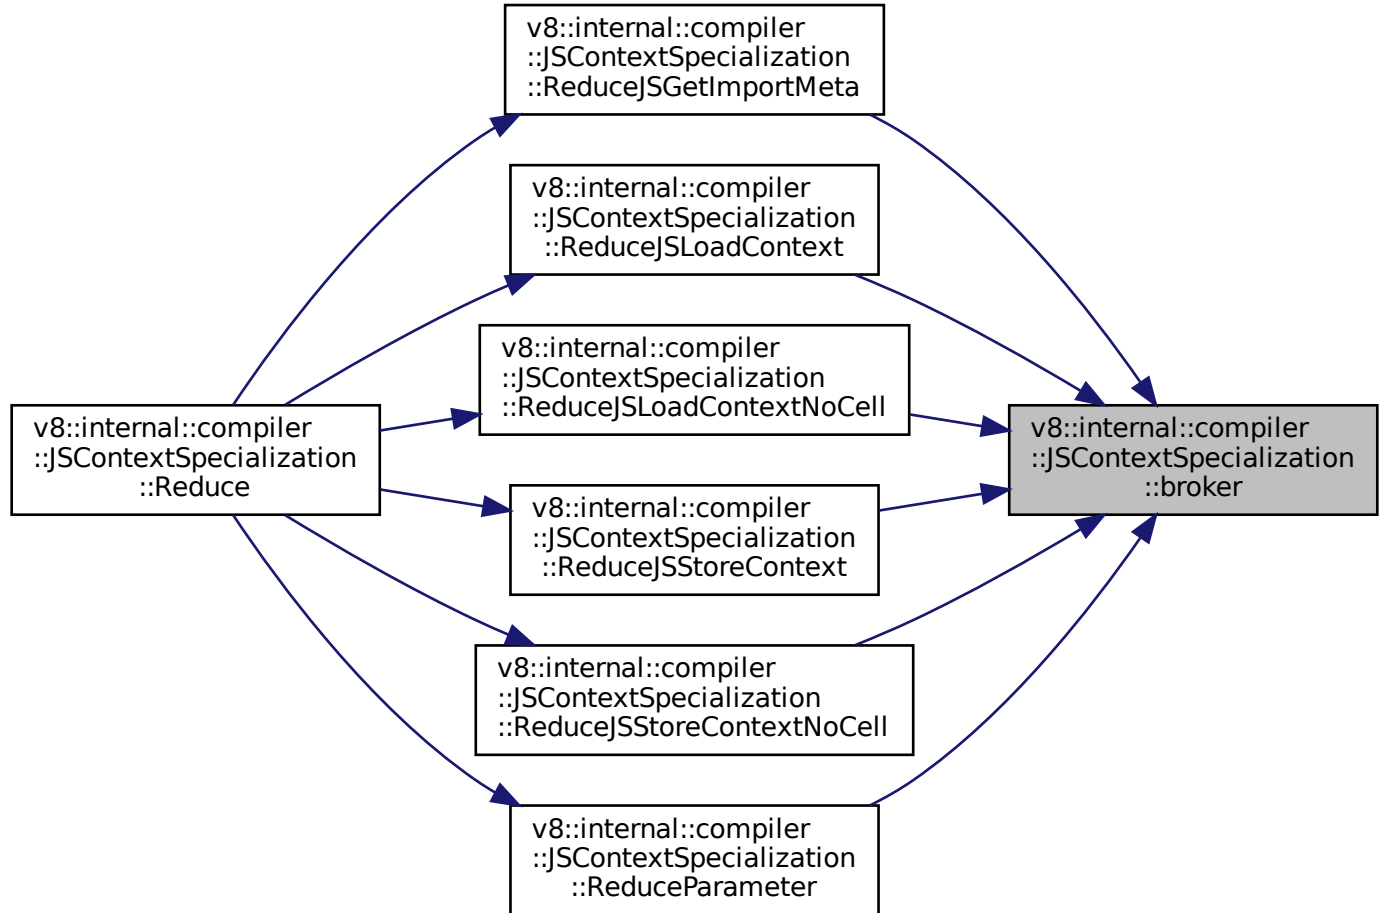 v8::internal::compiler
::JSContextSpecialization
::ReduceJSGetImportMeta
v8::internal::compiler
::JSContextSpecialization
::ReduceJSLoadContext
v8::internal::compiler
::JSContextSpecialization
::ReduceJSLoadContextNoCell
v8::internal::compiler
::JSContextSpecialization
::Reduce
v8::internal::compiler
::JSContextSpecialization
::broker
v8::internal::compiler
::JSContextSpecialization
::ReduceJSStoreContext
v8::internal::compiler
::JSContextSpecialization
::ReduceJSStoreContextNoCell
v8::internal::compiler
::JSContextSpecialization
::ReduceParameter